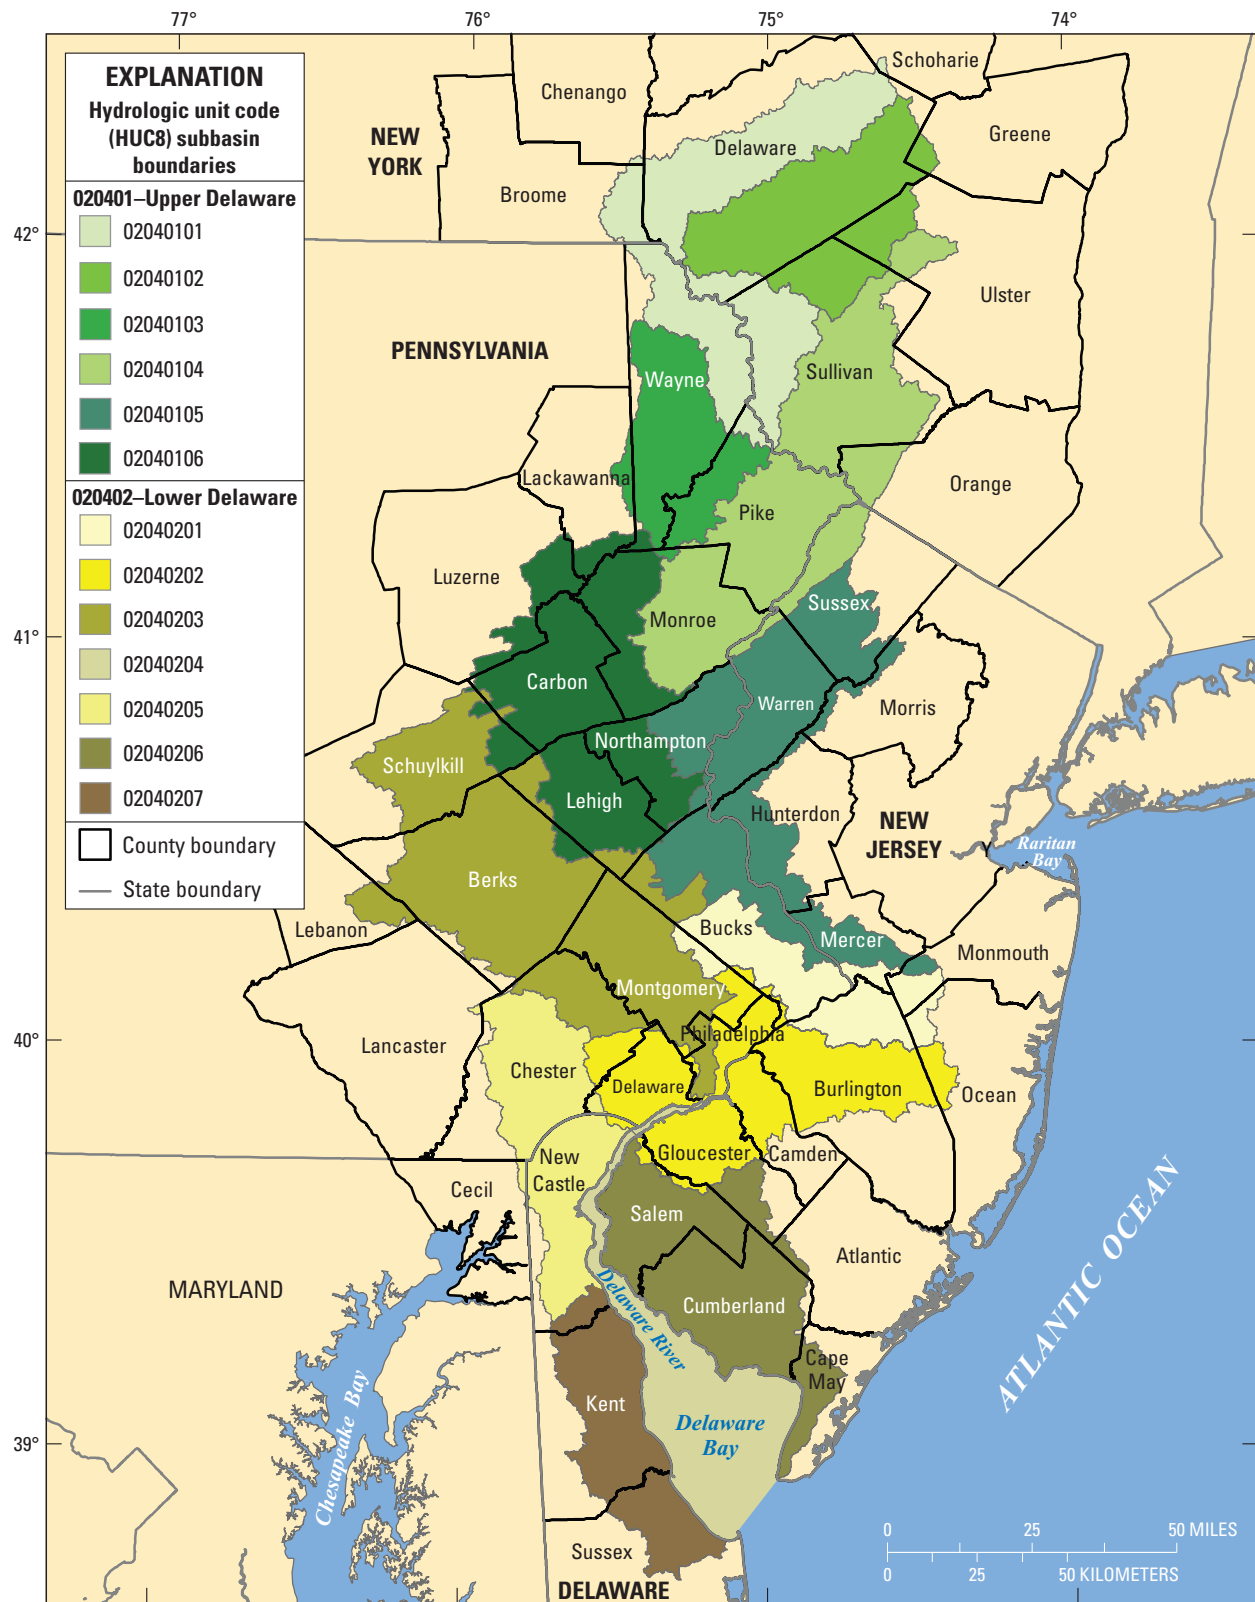 77°
76°
75°
74°
42°
41°
40°
39°
EXPLANATION
Hydrologic unit code
(HUC8) subbasin
boundaries
020401–Upper Delaware
02040101
02040102
02040103
02040104
02040105
02040106
020402–Lower Delaware
02040201
02040202
02040203
02040204
02040205
02040206
02040207
County boundary
State boundary
Schoharie
Chenango
NEW
YORK
Greene
Delaware
Broome
Ulster
PENNSYLVANIA
Wayne
Sullivan
Lackawanna
Orange
Pike
Luzerne
Sussex
Monroe
Carbon
Warren
Morris
Northampton
Schuylkill
Lehigh
Hunterdon
NEW
JERSEY
Y
Raritan
Bay
Berks
Lebanon
Bucks
Mercer
Monmouth
Montgomery
Philadelphia
Lancaster
Chester
Delaware
Burlington
Ocean
Gloucester
Camden
New
Castle
Cecil
Salem
Atlantic
MARYLAND
Delaware River
Cumberland
ATLANTIC OCEAN
Cape
May
Kent
Delaware
Bay
Chesapeake Bay
Sussex
DELAWARE
0 25 50 MILES
0 25 50 KILOMETERS